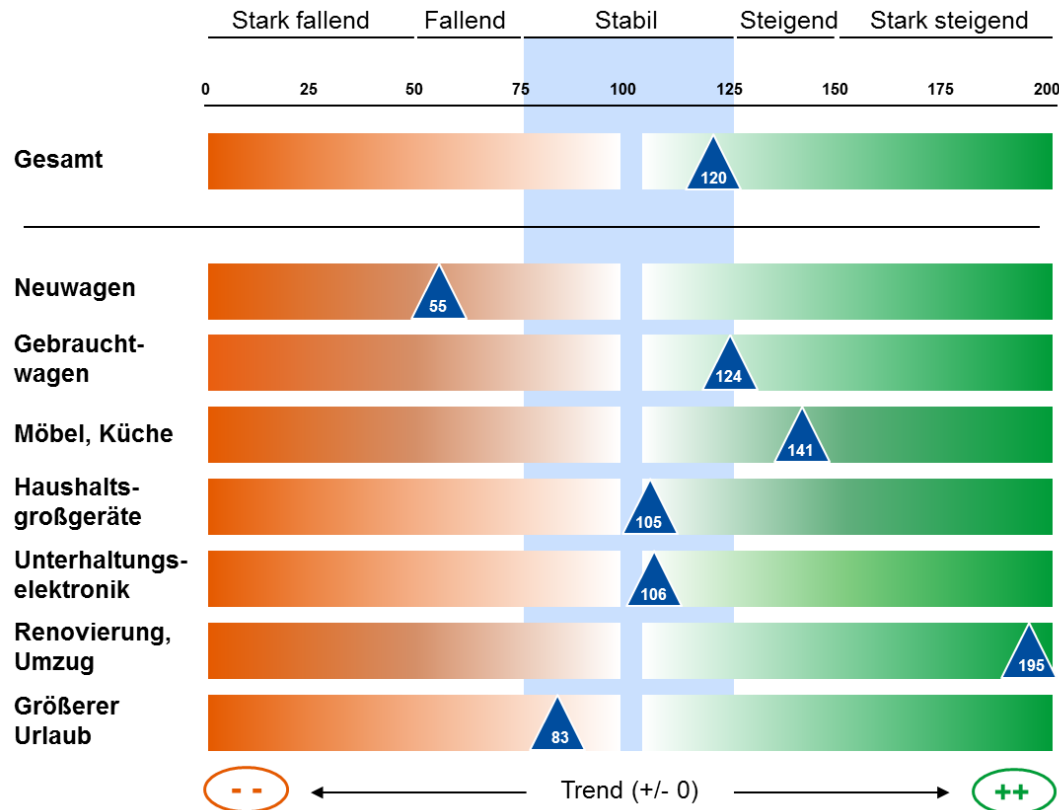 Stark fallend Fallend Stabil Steigend Stark steigend
0 25 50 75 100 125 150 175 200
Gesamt 120
Neuwagen 55
Gebraucht-
wagen 124
Möbel, Küche 141
Haushalts-
großgeräte 105
Unterhaltungs-
elektronik 106
Renovierung,
Umzug 195
Größerer
Urlaub 83
- - Trend (+/- 0) ++